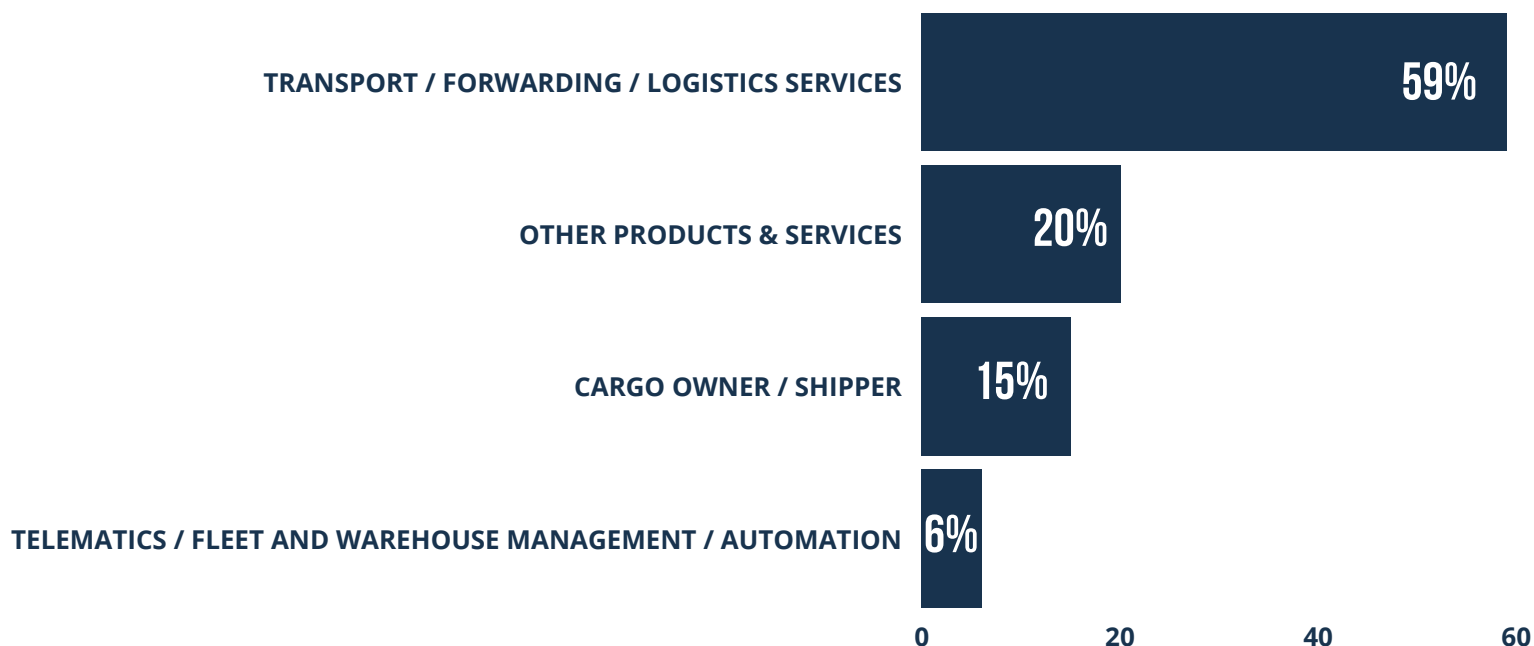 TRANSPORT / FORWARDING / LOGISTICS SERVICES 59%
OTHER PRODUCTS & SERVICES 20%
CARGO OWNER / SHIPPER 15%
TELEMATICS / FLEET AND WAREHOUSE MANAGEMENT / AUTOMATION 6%
0 20 40 60